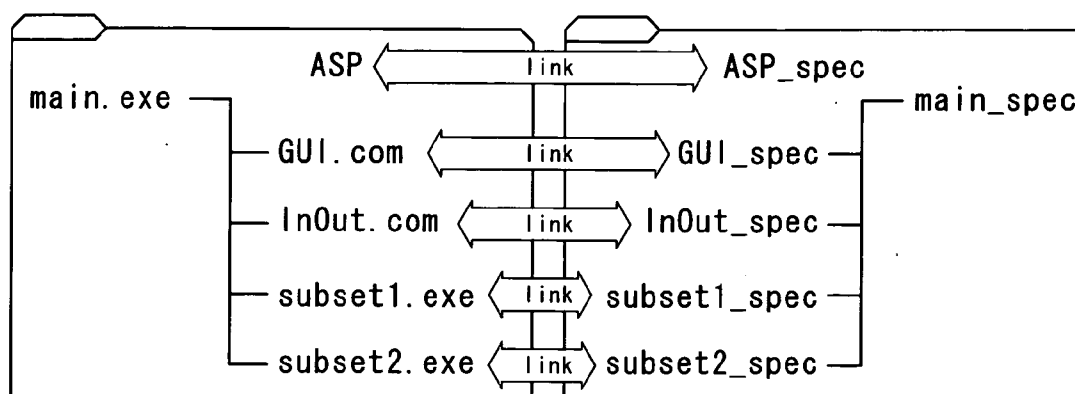 ASP link ASP_spec
main.exe main_spec
GUI.com link GUI_spec
InOut.com link InOut_spec
subset1.exe link subset1_spec
subset2.exe link subset2_spec